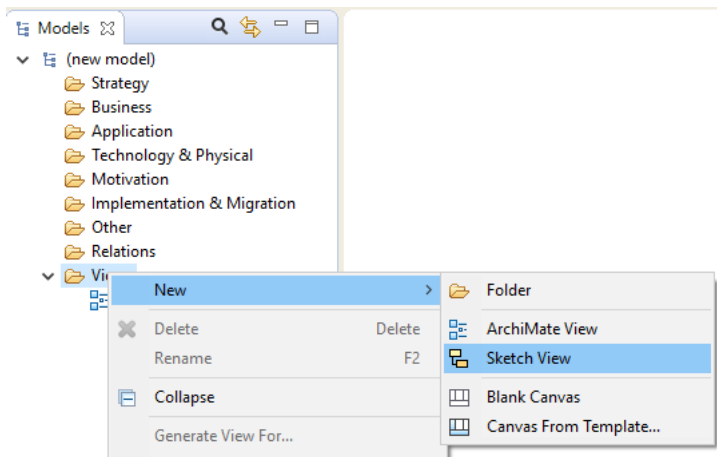 Models
(new model)
Strategy
Business
Application
Technology & Physical
Motivation
Implementation & Migration
Other
Relations
New
Delete Delete
Rename F2
Collapse
Generate View For...
Folder
ArchiMate View
Sketch View
Blank Canvas
Canvas From Template...